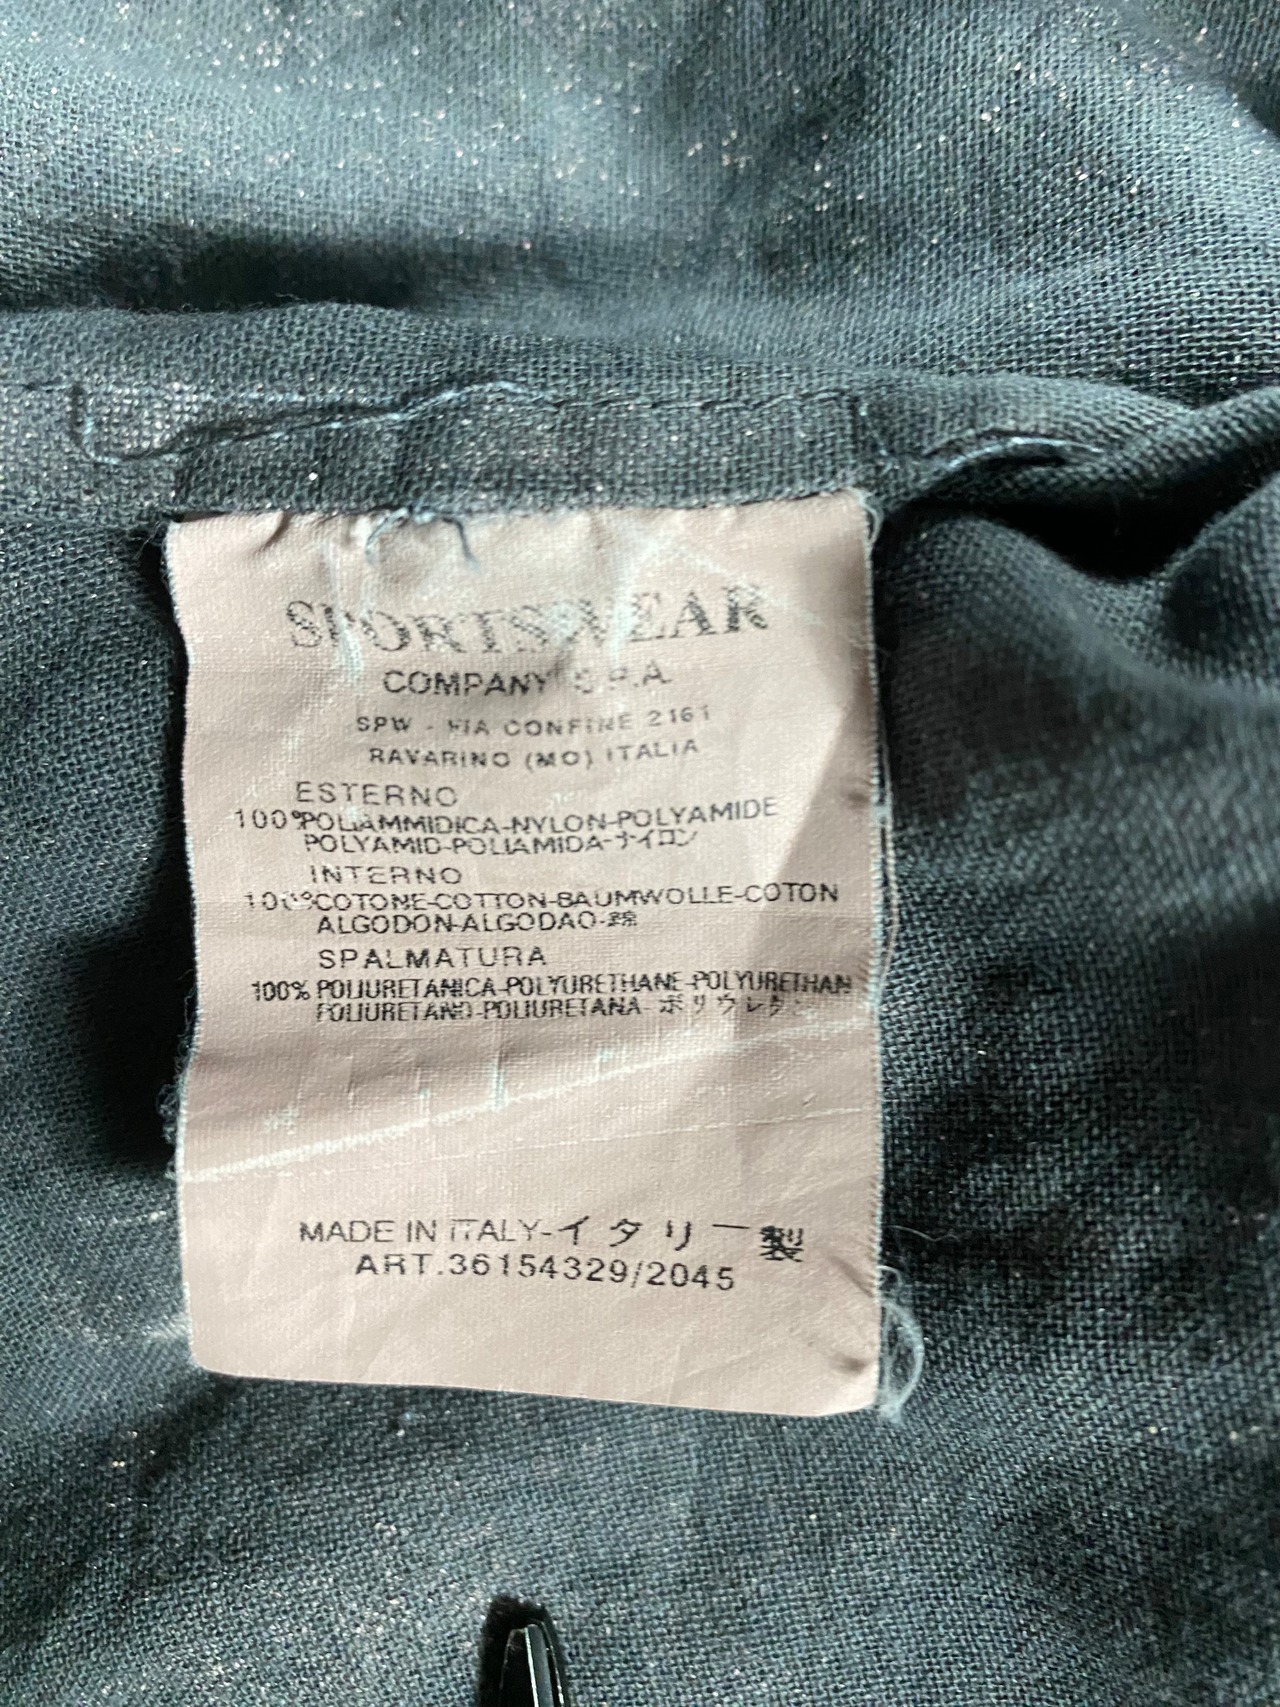 SPORTSWEAR
COMPANY S.P.A.
SPW - VIA CONFINE 2161
RAVARINO (MO) ITALIA
ESTERNO
100% POLIAMMIDICA-NYLON-POLYAMIDE
POLYAMID-POLIAMIDA-ナイロン
INTERNO
100% COTONE-COTTON-BAUMWOLLE-COTON
ALGODON-ALGODAO-綿
SPALMATURA
100% POLIURETANICA-POLYURETHANE-POLYURETHAN
POLIURETANO-POLIURETANA-ポリウレタン
MADE IN ITALY-イタリー製
ART.36154329/2045